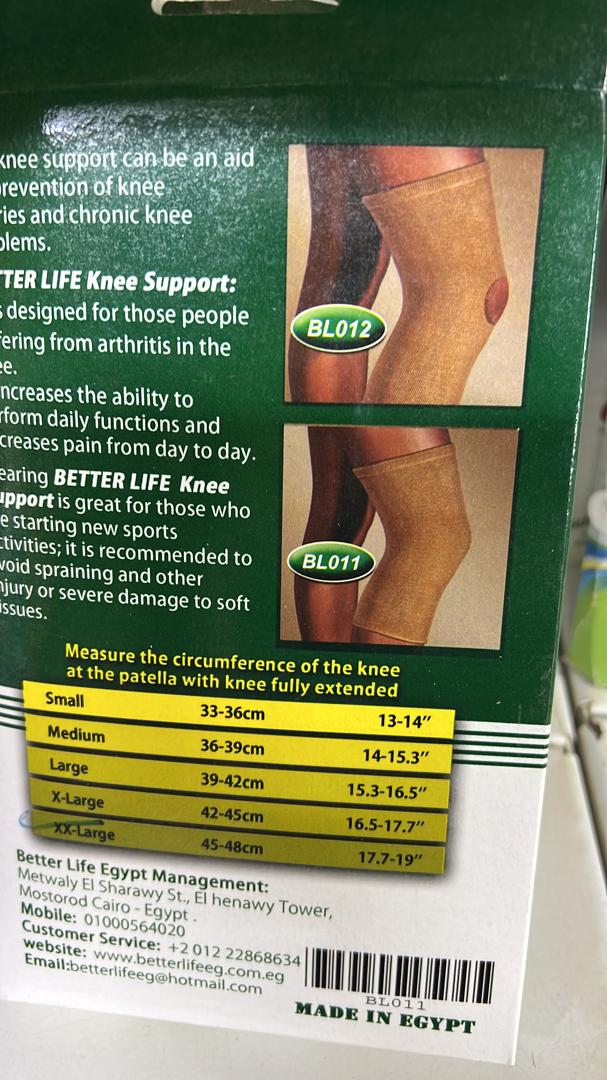 knee support can be an aid
revention of knee
ries and chronic knee
blems.
TTER LIFE Knee Support:
s designed for those people
fering from arthritis in the
ee.
ncreases the ability to
rform daily functions and
creases pain from day to day.
earing BETTER LIFE Knee
upport is great for those who
e starting new sports
ctivities; it is recommended to
void spraining and other
njury or severe damage to soft
issues.
BL012
BL011
Measure the circumference of the knee
at the patella with knee fully extended
Small 33-36cm 13-14″
Medium 36-39cm 14-15.3″
Large 39-42cm 15.3-16.5″
X-Large 42-45cm 16.5-17.7″
XX-Large 45-48cm 17.7-19″
Better Life Egypt Management:
Metwaly El Sharawy St., El henawy Tower,
Mostorod Cairo - Egypt .
Mobile: 01000564020
Customer Service: +2 012 22868634
website: www.betterlifeeg.com.eg
Email:betterlifeeg@hotmail.com
BL011
MADE IN EGYPT